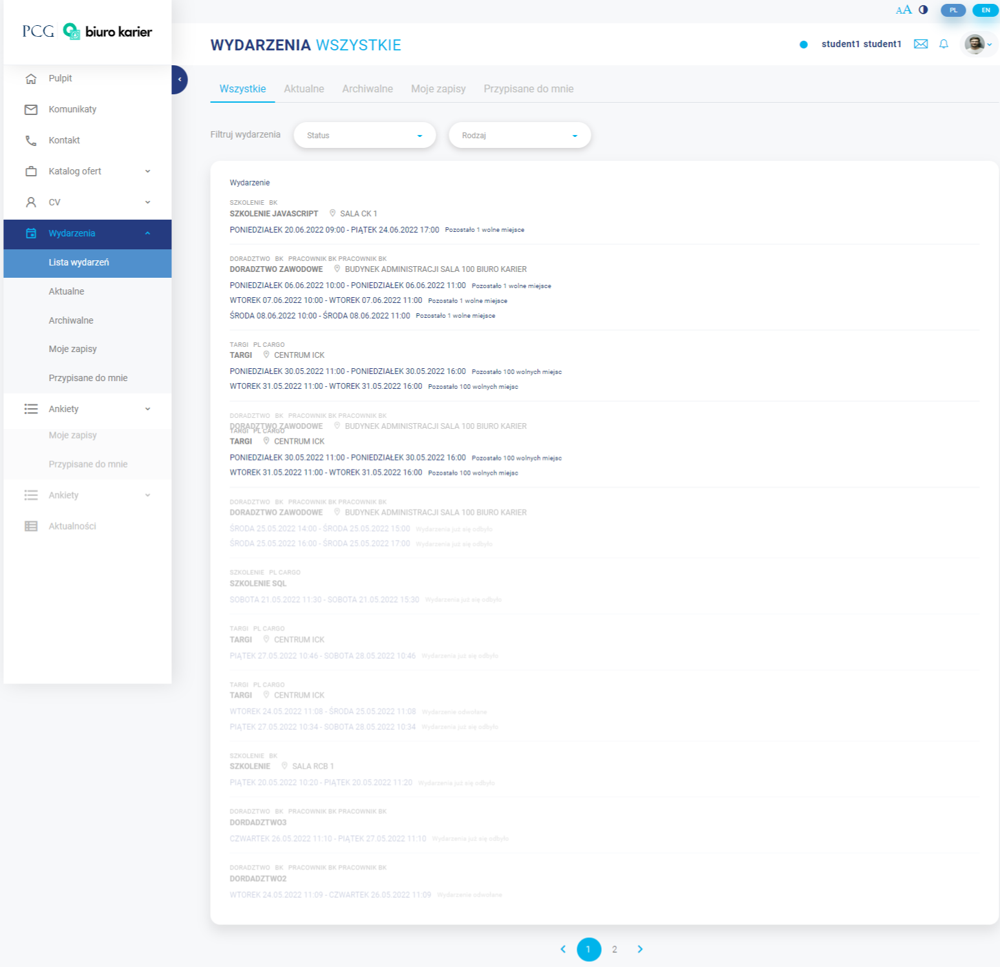 AA PL EN
PCG biuro karier
WYDARZENIA WSZYSTKIE
student1 student1
Pulpit
Komunikaty
Kontakt
Katalog ofert
CV
Wydarzenia
Lista wydarzeń
Aktualne
Archiwalne
Moje zapisy
Przypisane do mnie
Ankiety
Moje zapisy
Przypisane do mnie
Ankiety
Aktualności
Wszystkie Aktualne Archiwalne Moje zapisy Przypisane do mnie
Filtruj wydarzenia Status Rodzaj
Wydarzenie
SZKOLENIE BK
SZKOLENIE JAVASCRIPT SALA CK 1
PONIEDZIAŁEK 20.06.2022 09:00 - PIĄTEK 24.06.2022 17:00 Pozostało 1 wolne miejsce
DORADZTWO BK PRACOWNIK BK PRACOWNIK BK
DORADZTWO ZAWODOWE BUDYNEK ADMINISTRACJI SALA 100 BIURO KARIER
PONIEDZIAŁEK 06.06.2022 10:00 - PONIEDZIAŁEK 06.06.2022 11:00 Pozostało 1 wolne miejsce
WTOREK 07.06.2022 10:00 - WTOREK 07.06.2022 11:00 Pozostało 1 wolne miejsce
ŚRODA 08.06.2022 10:00 - ŚRODA 08.06.2022 11:00 Pozostało 1 wolne miejsce
TARGI PL CARGO
TARGI CENTRUM ICK
PONIEDZIAŁEK 30.05.2022 11:00 - PONIEDZIAŁEK 30.05.2022 16:00 Pozostało 100 wolnych miejsc
WTOREK 31.05.2022 11:00 - WTOREK 31.05.2022 16:00 Pozostało 100 wolnych miejsc
DORADZTWO BK PRACOWNIK BK PRACOWNIK BK
DORADZTWO ZAWODOWE BUDYNEK ADMINISTRACJI SALA 100 BIURO KARIER
TARGI PL CARGO
TARGI CENTRUM ICK
PONIEDZIAŁEK 30.05.2022 11:00 - PONIEDZIAŁEK 30.05.2022 16:00 Pozostało 100 wolnych miejsc
WTOREK 31.05.2022 11:00 - WTOREK 31.05.2022 16:00 Pozostało 100 wolnych miejsc
DORADZTWO BK PRACOWNIK BK PRACOWNIK BK
DORADZTWO ZAWODOWE BUDYNEK ADMINISTRACJI SALA 100 BIURO KARIER
ŚRODA 25.05.2022 14:00 - ŚRODA 25.05.2022 15:00 Wydarzenia już się odbyło
ŚRODA 25.05.2022 16:00 - ŚRODA 25.05.2022 17:00 Wydarzenia już się odbyło
SZKOLENIE PL CARGO
SZKOLENIE SQL
SOBOTA 21.05.2022 11:30 - SOBOTA 21.05.2022 15:30 Wydarzenia już się odbyło
TARGI PL CARGO
TARGI CENTRUM ICK
PIĄTEK 27.05.2022 10:46 - SOBOTA 28.05.2022 10:46 Wydarzenia już się odbyło
TARGI PL CARGO
TARGI CENTRUM ICK
WTOREK 24.05.2022 11:08 - ŚRODA 25.05.2022 11:08 Wydarzenie odwołane
PIĄTEK 27.05.2022 10:34 - SOBOTA 28.05.2022 10:34 Wydarzenia już się odbyło
SZKOLENIE BK
SZKOLENIE SALA RCB 1
PIĄTEK 20.05.2022 10:20 - PIĄTEK 20.05.2022 11:20 Wydarzenia już się odbyło
DORADZTWO BK PRACOWNIK BK PRACOWNIK BK
DORDADZTWO3
CZWARTEK 26.05.2022 11:10 - PIĄTEK 27.05.2022 11:10 Wydarzenia już się odbyło
DORADZTWO BK PRACOWNIK BK PRACOWNIK BK
DORDADZTWO2
WTOREK 24.05.2022 11:09 - CZWARTEK 26.05.2022 11:09 Wydarzenie odwołane
1 2